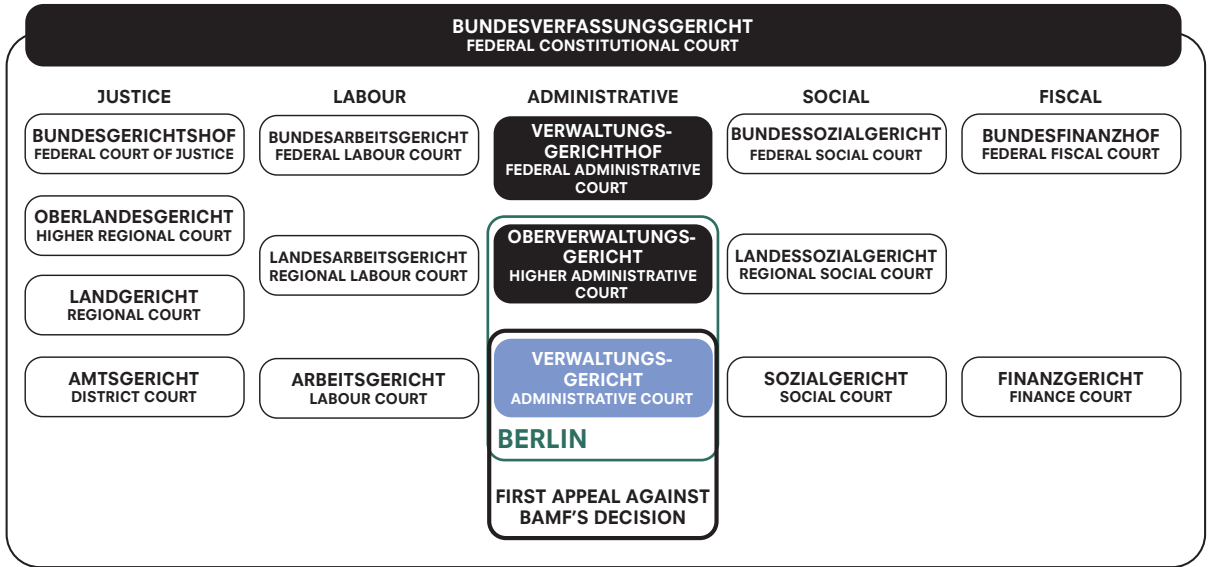 BUNDESVERFASSUNGSGERICHT
FEDERAL CONSTITUTIONAL COURT
JUSTICE
BUNDESGERICHTSHOF
FEDERAL COURT OF JUSTICE
OBERLANDESGERICHT
HIGHER REGIONAL COURT
LANDGERICHT
REGIONAL COURT
AMTSGERICHT
DISTRICT COURT
LABOUR
BUNDESARBEITSGERICHT
FEDERAL LABOUR COURT
LANDESARBEITSGERICHT
REGIONAL LABOUR COURT
ARBEITSGERICHT
LABOUR COURT
ADMINISTRATIVE
VERWALTUNGS-
GERICHTHOF
FEDERAL ADMINISTRATIVE
COURT
OBERVERWALTUNGS-
GERICHT
HIGHER ADMINISTRATIVE
COURT
VERWALTUNGS-
GERICHT
ADMINISTRATIVE COURT
BERLIN
FIRST APPEAL AGAINST
BAMF'S DECISION
SOCIAL
BUNDESSOZIALGERICHT
FEDERAL SOCIAL COURT
LANDESSOZIALGERICHT
REGIONAL SOCIAL COURT
SOZIALGERICHT
SOCIAL COURT
FISCAL
BUNDESFINANZHOF
FEDERAL FISCAL COURT
FINANZGERICHT
FINANCE COURT